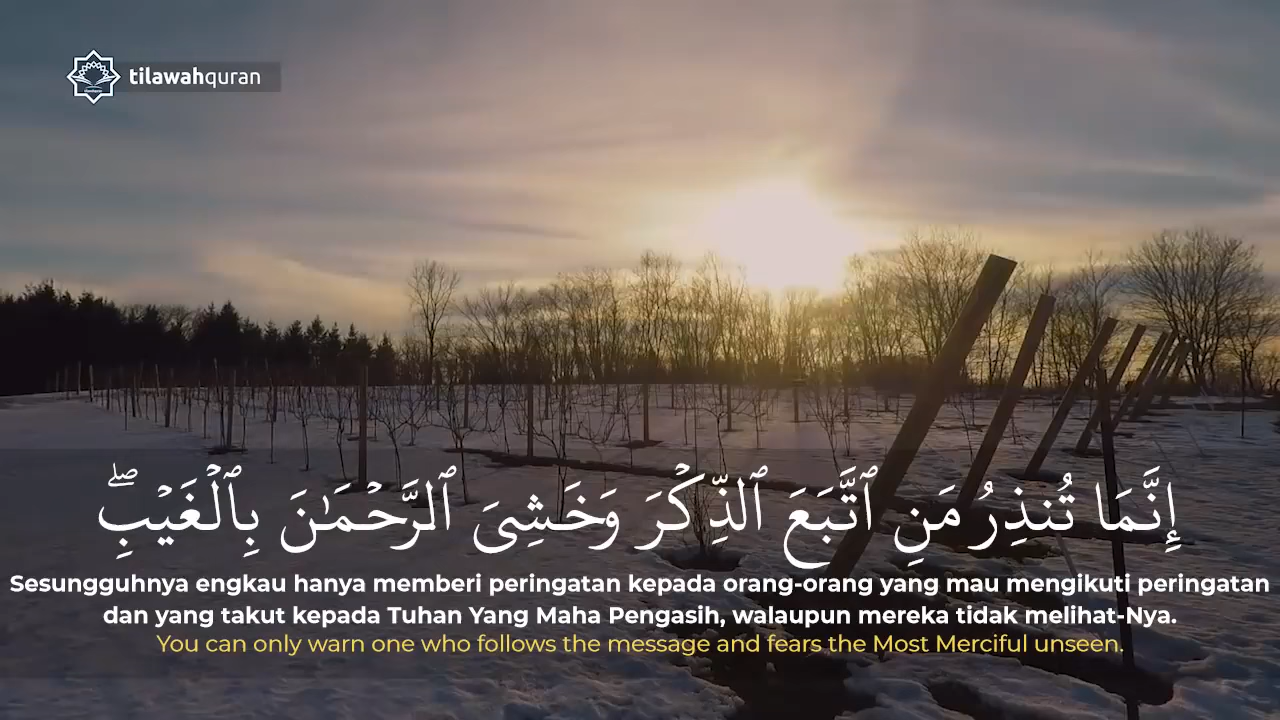 tilawahquran
إِنَّمَا تُنذِرُ مَنِ ٱتَّبَعَ ٱلذِّكْرَ وَخَشِىَ ٱلرَّحْمَـٰنَ بِٱلْغَيْبِ ۖ
Sesungguhnya engkau hanya memberi peringatan kepada orang-orang yang mau mengikuti peringatan
dan yang takut kepada Tuhan Yang Maha Pengasih, walaupun mereka tidak melihat-Nya.
You can only warn one who follows the message and fears the Most Merciful unseen.